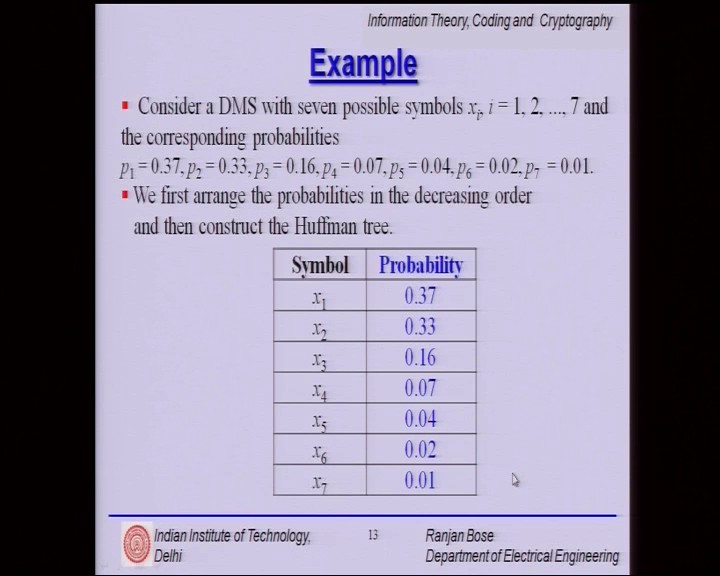 Information Theory, Coding and Cryptography
Example
Consider a DMS with seven possible symbols xᵢ, i = 1, 2, ..., 7 and
the corresponding probabilities
p₁ = 0.37, p₂ = 0.33, p₃ = 0.16, p₄ = 0.07, p₅ = 0.04, p₆ = 0.02, p₇ = 0.01.
We first arrange the probabilities in the decreasing order
and then construct the Huffman tree.
Symbol Probability
x₁ 0.37
x₂ 0.33
x₃ 0.16
x₄ 0.07
x₅ 0.04
x₆ 0.02
x₇ 0.01
Indian Institute of Technology, 13 Ranjan Bose
Delhi Department of Electrical Engineering